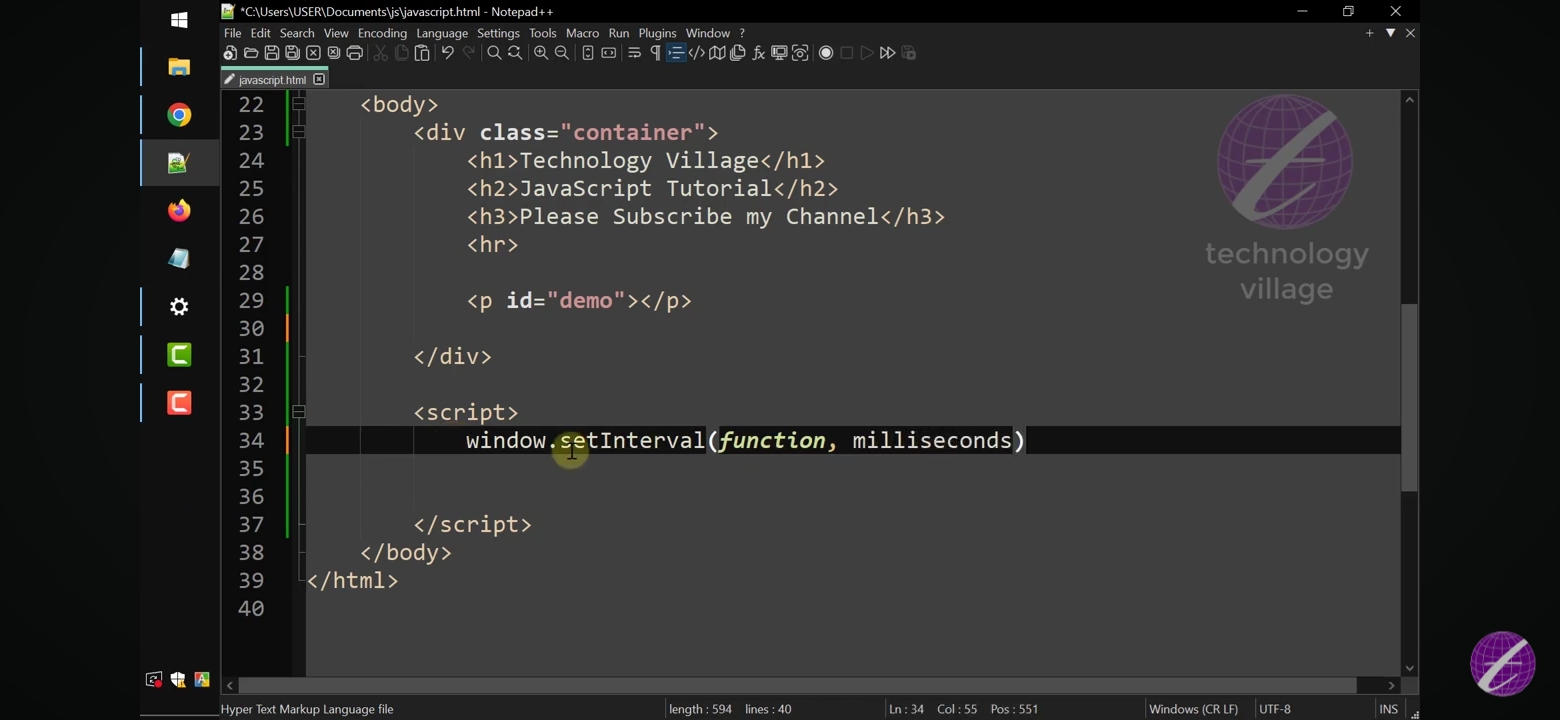 *C:\Users\USER\Documents\js\javascript.html - Notepad++
File Edit Search View Encoding Language Settings Tools Macro Run Plugins Window ?
javascript.html
22 <body>
23 <div class="container">
24 <h1>Technology Village</h1>
25 <h2>JavaScript Tutorial</h2>
26 <h3>Please Subscribe my Channel</h3>
27 <hr>
28
29 <p id="demo"></p>
30
31 </div>
32
33 <script>
34 window.setInterval(function, milliseconds)
35
36
37 </script>
38 </body>
39 </html>
40
technology
village
Hyper Text Markup Language file length : 594 lines : 40 Ln : 34 Col : 55 Pos : 551 Windows (CR LF) UTF-8 INS